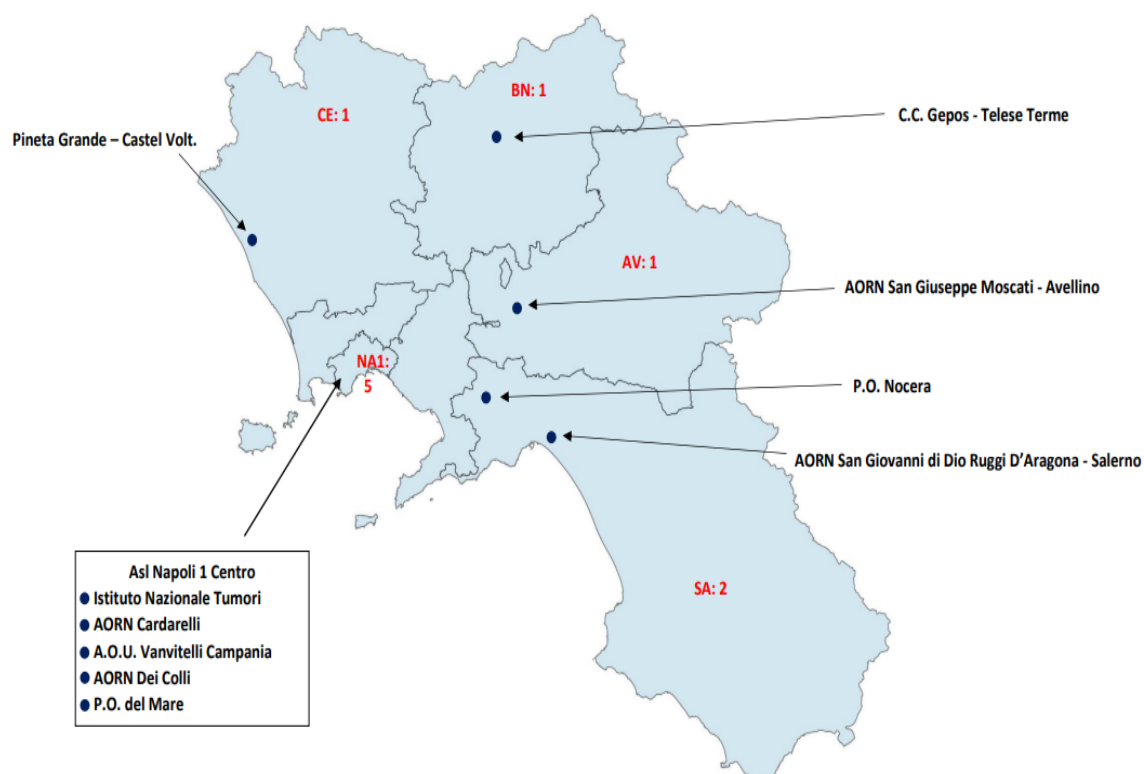 BN: 1
CE: 1
C.C. Gepos - Telese Terme
Pineta Grande – Castel Volt.
AV: 1
AORN San Giuseppe Moscati - Avellino
NA1:
5
P.O. Nocera
AORN San Giovanni di Dio Ruggi D’Aragona - Salerno
Asl Napoli 1 Centro
Istituto Nazionale Tumori
AORN Cardarelli
A.O.U. Vanvitelli Campania
AORN Dei Colli
P.O. del Mare
SA: 2